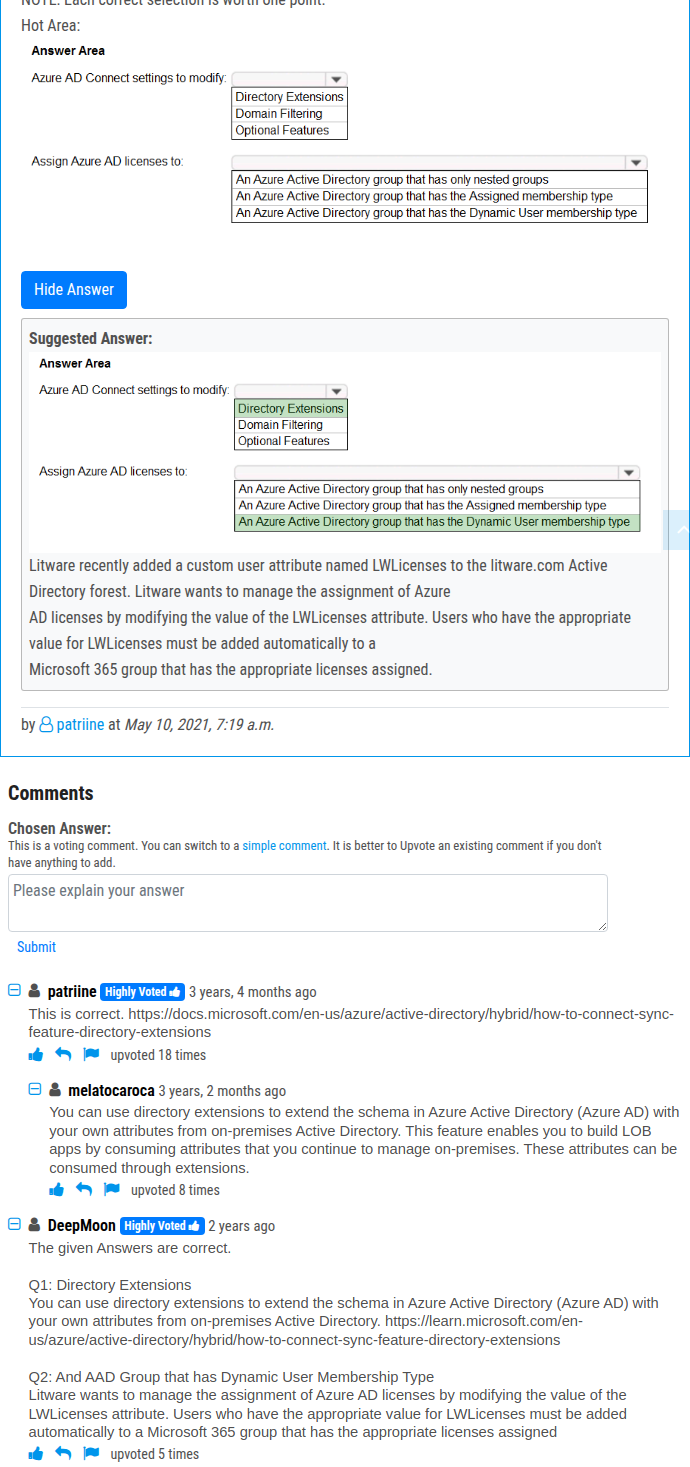 NOTE: Each correct selection is worth one point.
Hot Area:
Answer Area
Azure AD Connect settings to modify:
Directory Extensions
Domain Filtering
Optional Features
Assign Azure AD licenses to:
An Azure Active Directory group that has only nested groups
An Azure Active Directory group that has the Assigned membership type
An Azure Active Directory group that has the Dynamic User membership type
Hide Answer
Suggested Answer:
Answer Area
Azure AD Connect settings to modify:
Directory Extensions
Domain Filtering
Optional Features
Assign Azure AD licenses to:
An Azure Active Directory group that has only nested groups
An Azure Active Directory group that has the Assigned membership type
An Azure Active Directory group that has the Dynamic User membership type
Litware recently added a custom user attribute named LWLicenses to the litware.com Active
Directory forest. Litware wants to manage the assignment of Azure
AD licenses by modifying the value of the LWLicenses attribute. Users who have the appropriate
value for LWLicenses must be added automatically to a
Microsoft 365 group that has the appropriate licenses assigned.
by patriine at May 10, 2021, 7:19 a.m.
Comments
Chosen Answer:
This is a voting comment. You can switch to a simple comment. It is better to Upvote an existing comment if you don't
have anything to add.
Please explain your answer
Submit
patriine Highly Voted 3 years, 4 months ago
This is correct. https://docs.microsoft.com/en-us/azure/active-directory/hybrid/how-to-connect-sync-
feature-directory-extensions
upvoted 18 times
melatocaroca 3 years, 2 months ago
You can use directory extensions to extend the schema in Azure Active Directory (Azure AD) with
your own attributes from on-premises Active Directory. This feature enables you to build LOB
apps by consuming attributes that you continue to manage on-premises. These attributes can be
consumed through extensions.
upvoted 8 times
DeepMoon Highly Voted 2 years ago
The given Answers are correct.
Q1: Directory Extensions
You can use directory extensions to extend the schema in Azure Active Directory (Azure AD) with
your own attributes from on-premises Active Directory. https://learn.microsoft.com/en-
us/azure/active-directory/hybrid/how-to-connect-sync-feature-directory-extensions
Q2: And AAD Group that has Dynamic User Membership Type
Litware wants to manage the assignment of Azure AD licenses by modifying the value of the
LWLicenses attribute. Users who have the appropriate value for LWLicenses must be added
automatically to a Microsoft 365 group that has the appropriate licenses assigned
upvoted 5 times